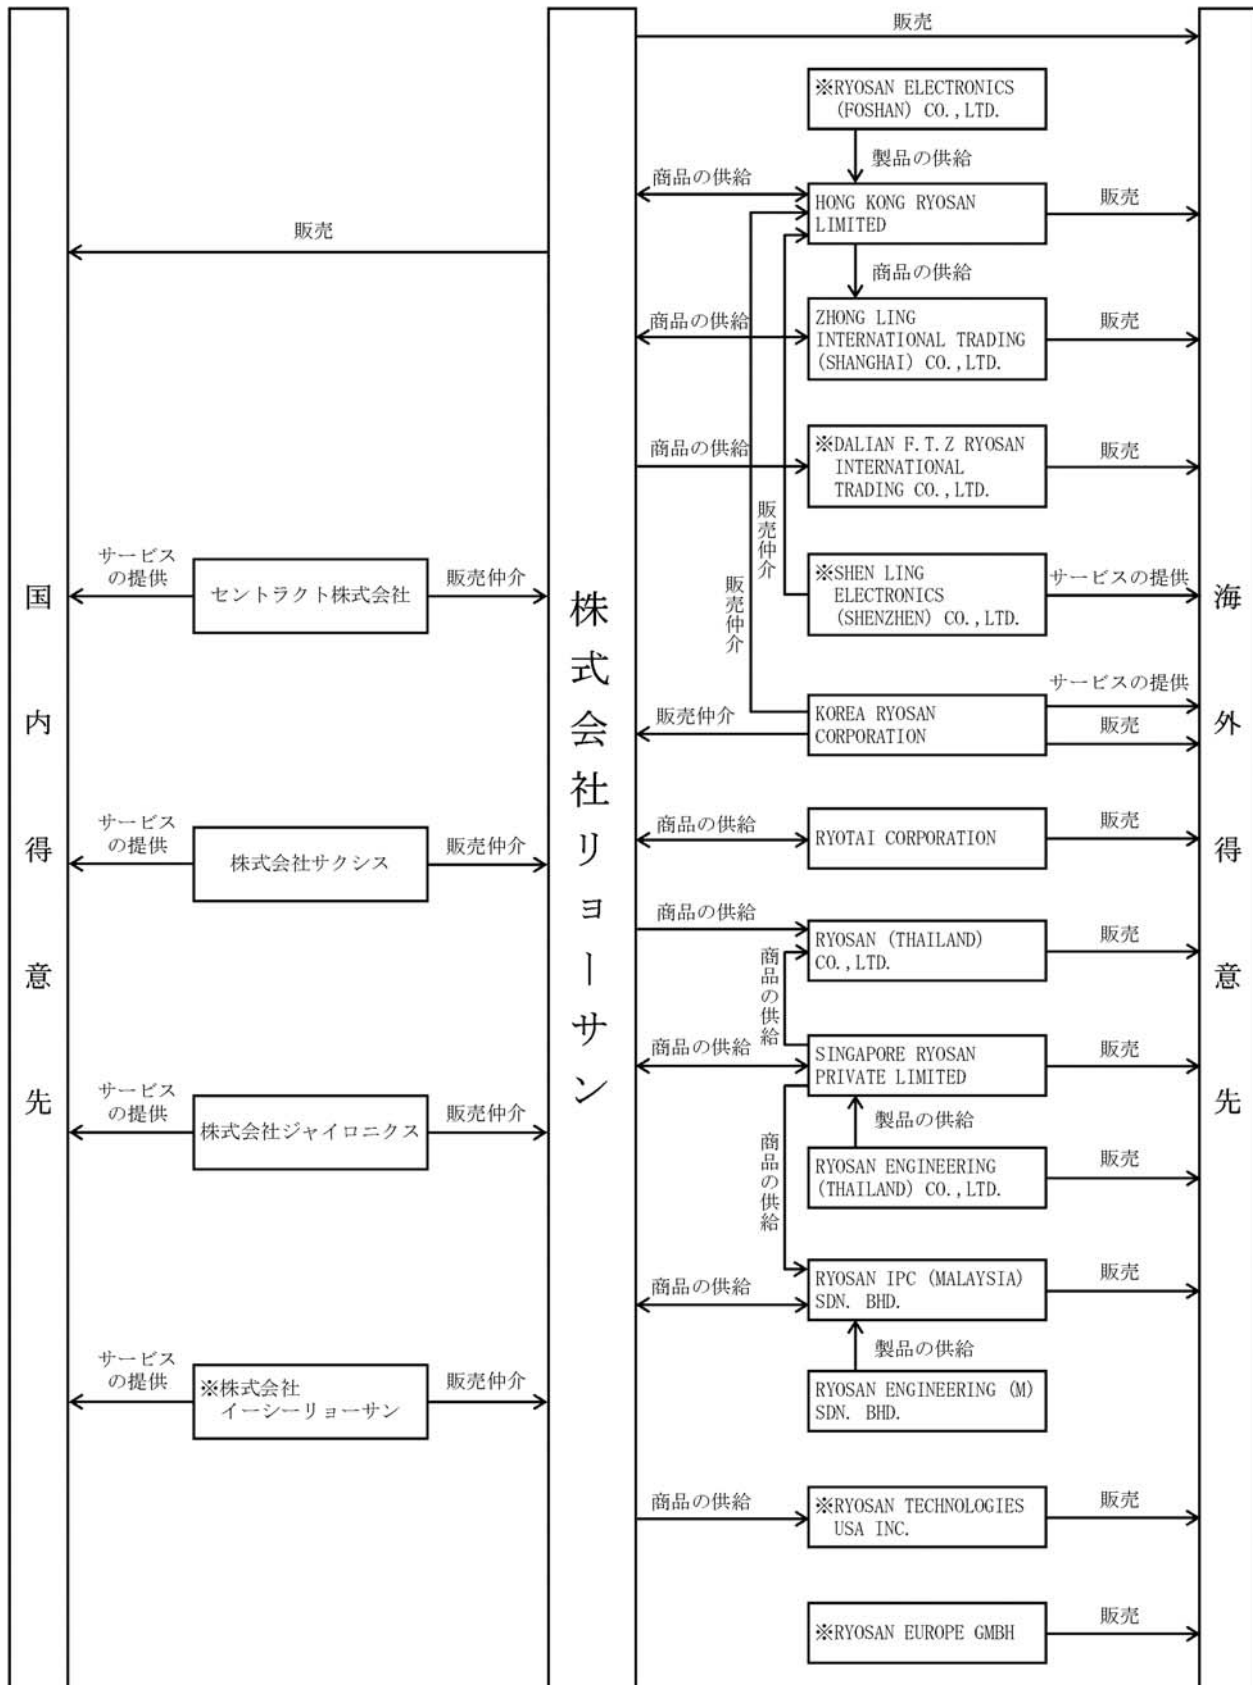 国内得意先
販売
サービス
の提供
セントラクト株式会社
販売仲介
サービス
の提供
株式会社サクシス
販売仲介
サービス
の提供
株式会社ジャイロニクス
販売仲介
サービス
の提供
※株式会社
イーシーリョーサン
販売仲介
株式会社リョーサン
販売
※RYOSAN ELECTRONICS
(FOSHAN) CO.,LTD.
製品の供給
商品の供給
HONG KONG RYOSAN
LIMITED
販売
商品の供給
商品の供給
ZHONG LING
INTERNATIONAL TRADING
(SHANGHAI) CO.,LTD.
販売
商品の供給
※DALIAN F.T.Z RYOSAN
INTERNATIONAL
TRADING CO.,LTD.
販売
販売仲介
販売仲介
※SHEN LING
ELECTRONICS
(SHENZHEN) CO.,LTD.
サービスの提供
販売仲介
KOREA RYOSAN
CORPORATION
サービスの提供
販売
商品の供給
RYOTAI CORPORATION
販売
商品の供給
RYOSAN (THAILAND)
CO.,LTD.
販売
商品の供給
商品の供給
SINGAPORE RYOSAN
PRIVATE LIMITED
販売
製品の供給
商品の供給
RYOSAN ENGINEERING
(THAILAND) CO.,LTD.
販売
商品の供給
RYOSAN IPC (MALAYSIA)
SDN. BHD.
販売
製品の供給
RYOSAN ENGINEERING (M)
SDN. BHD.
商品の供給
※RYOSAN TECHNOLOGIES
USA INC.
販売
※RYOSAN EUROPE GMBH
販売
海外得意先